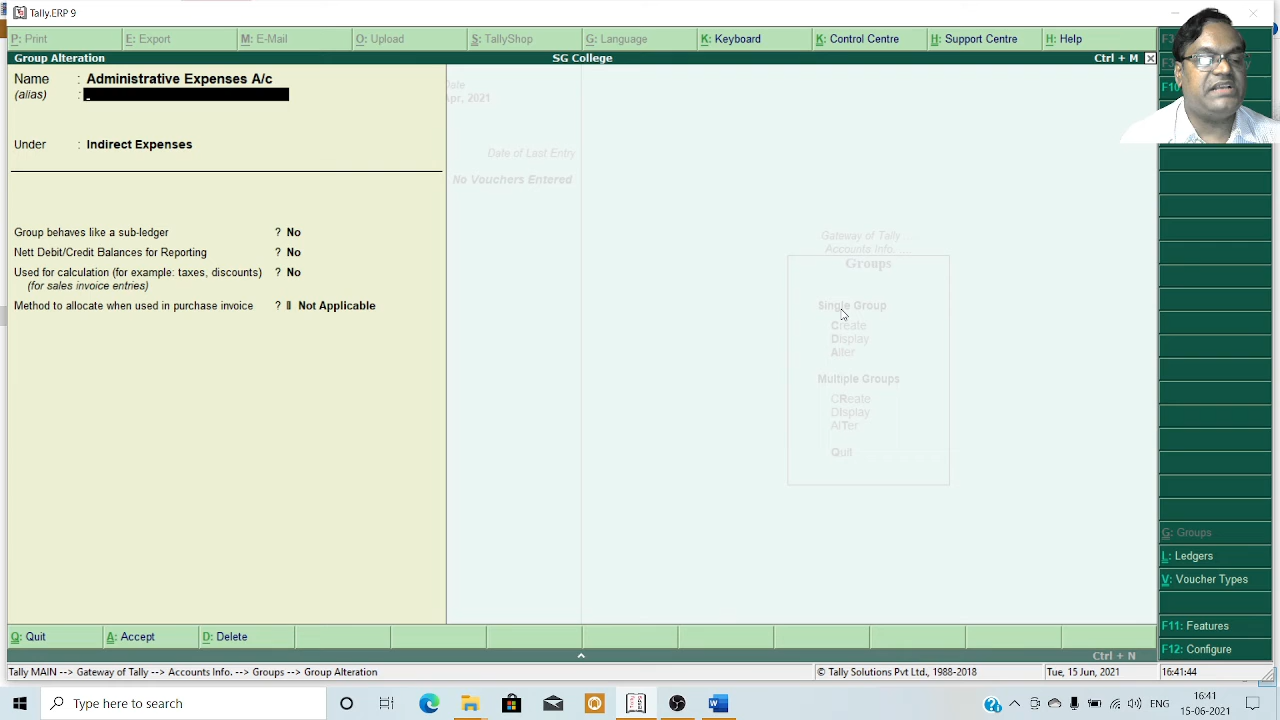 Tally.ERP 9
P: Print
E: Export
M: E-Mail
O: Upload
S: TallyShop
G: Language
K: Keyboard
K: Control Centre
H: Support Centre
H: Help
Group Alteration
SG College
Ctrl + M
Name : Administrative Expenses A/c
(alias) :
Under : Indirect Expenses
Group behaves like a sub-ledger ? No
Nett Debit/Credit Balances for Reporting ? No
Used for calculation (for example: taxes, discounts) ? No
(for sales invoice entries)
Method to allocate when used in purchase invoice ? Not Applicable
Date
Apr, 2021
Date of Last Entry
No Vouchers Entered
Gateway of Tally ....
Accounts Info. ....
Groups
Single Group
Create
Display
Alter
Multiple Groups
CReate
DIsplay
AlTer
Quit
F10
G: Groups
L: Ledgers
V: Voucher Types
F11: Features
F12: Configure
Q: Quit
A: Accept
D: Delete
Ctrl + N
Tally MAIN --> Gateway of Tally --> Accounts Info. --> Groups --> Group Alteration
© Tally Solutions Pvt Ltd., 1988-2018
Tue, 15 Jun, 2021
16:41:44
Type here to search
16:41
ENG
15-06-2021